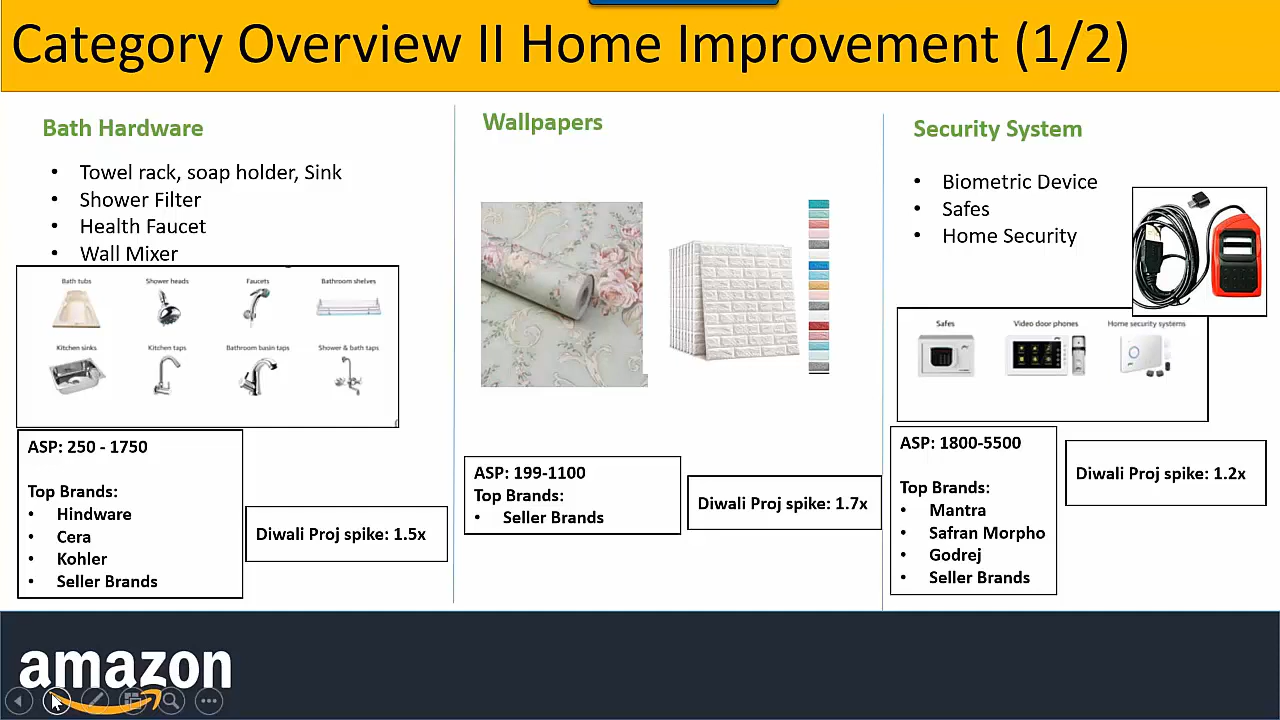 Category Overview II Home Improvement (1/2)
Bath Hardware
• Towel rack, soap holder, Sink
• Shower Filter
• Health Faucet
• Wall Mixer
Bath tubs
Shower heads
Faucets
Bathroom shelves
Kitchen sinks
Kitchen taps
Bathroom basin taps
Shower & bath taps
ASP: 250 - 1750
Top Brands:
• Hindware
• Cera
• Kohler
• Seller Brands
Diwali Proj spike: 1.5x
Wallpapers
ASP: 199-1100
Top Brands:
• Seller Brands
Diwali Proj spike: 1.7x
Security System
• Biometric Device
• Safes
• Home Security
Safes
Video door phones
Home security systems
ASP: 1800-5500
Top Brands:
• Mantra
• Safran Morpho
• Godrej
• Seller Brands
Diwali Proj spike: 1.2x
amazon